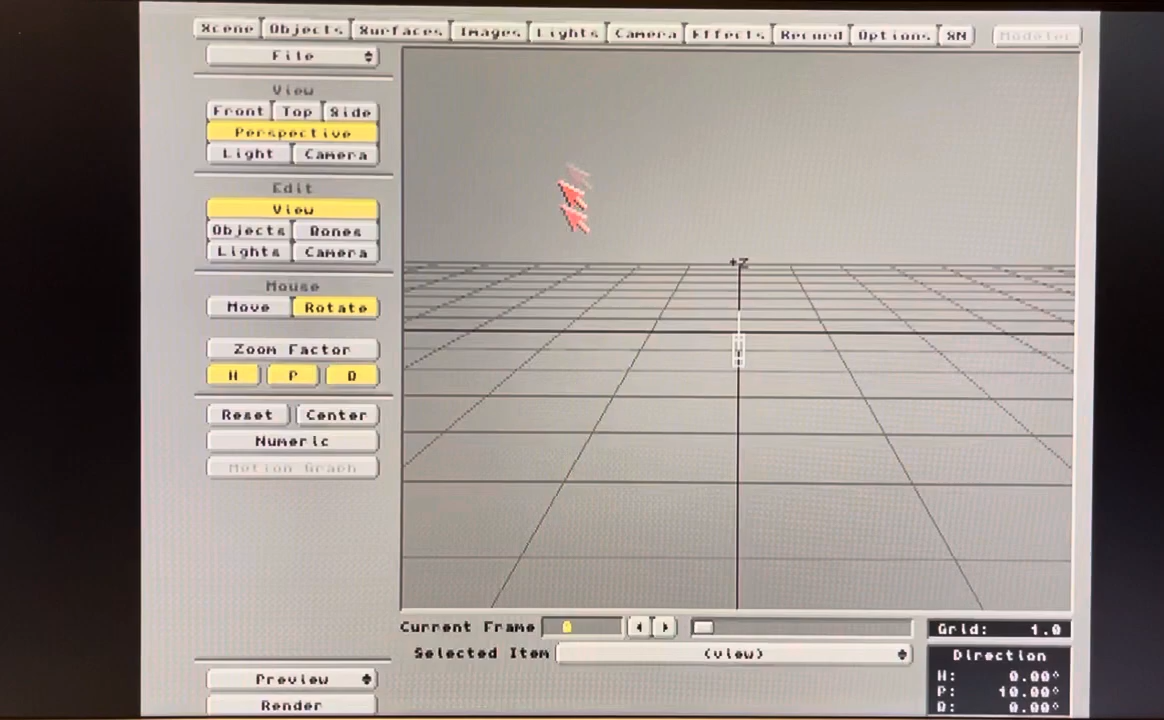 Scene Objects Surfaces Images Lights Camera Effects Record Options SN Modeler
File
View
Front Top Side
Perspective
Light Camera
Edit
View
Objects Bones
Lights Camera
Mouse
Move Rotate
Zoom Factor
H P B
Reset Center
Numeric
Motion Graph
+Z
Current Frame 0
Selected Item (view)
Grid: 1.0
Direction
H: 0.00°
P: 10.00°
B: 0.00°
Preview
Render